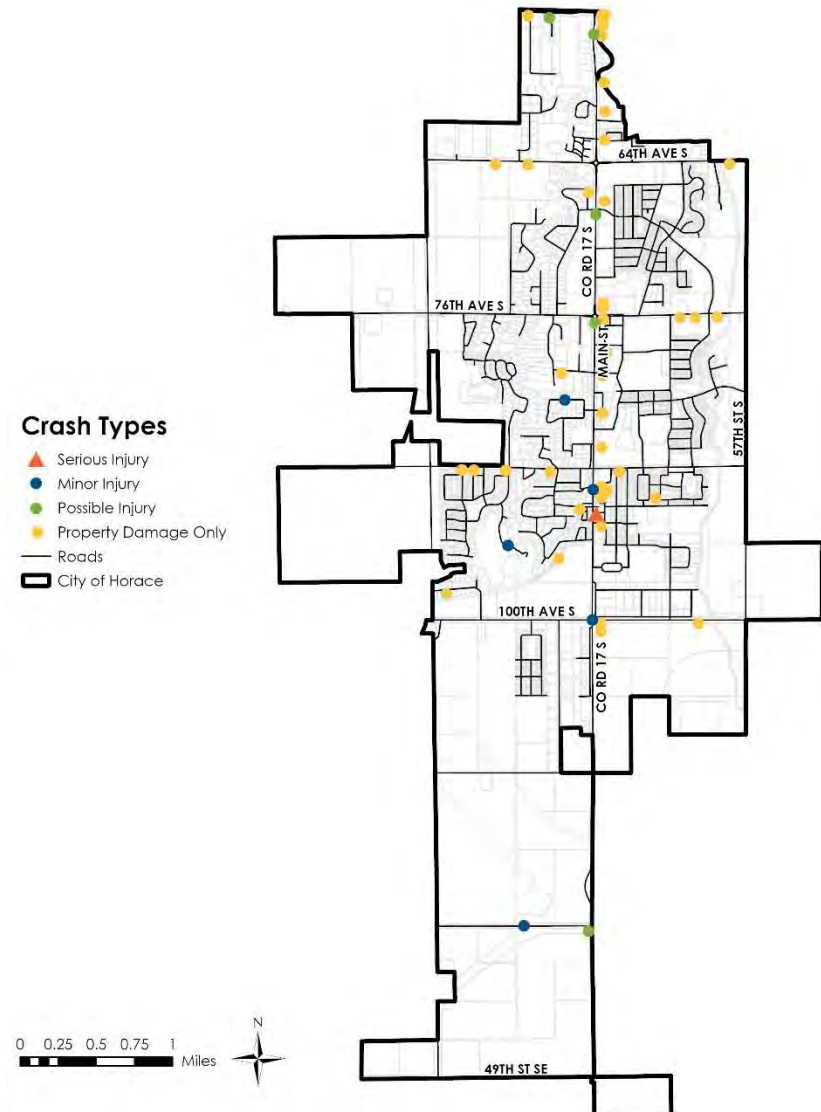 64TH AVE S
CO RD 17 S
76TH AVE S
MAIN ST
57TH ST S
Crash Types
Serious Injury
Minor Injury
Possible Injury
Property Damage Only
Roads
City of Horace
100TH AVE S
CO RD 17 S
N
0 0.25 0.5 0.75 1
Miles
49TH ST SE